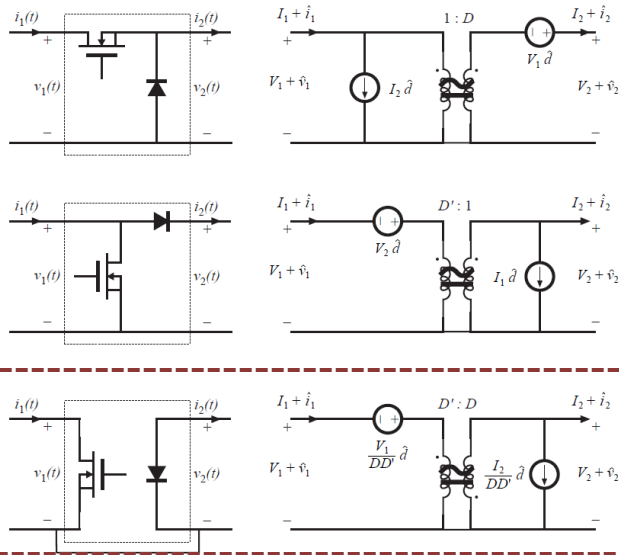 i₁(t) i₂(t) I₁ + î₁ 1 : D I₂ + î₂
+ + + − + + +
V₁ d̂
v₁(t) v₂(t) V₁ + v̂₁ I₂ d̂ V₂ + v̂₂
− − − −
i₁(t) i₂(t) I₁ + î₁ D' : 1 I₂ + î₂
+ + + + − +
V₂ d̂
v₁(t) v₂(t) V₁ + v̂₁ I₁ d̂ V₂ + v̂₂
− − − −
i₁(t) i₂(t) I₁ + î₁ D' : D I₂ + î₂
+ + + + − +
v₁(t) v₂(t) V₁ + v̂₁ V₁/DD' d̂ I₂/DD' d̂ V₂ + v̂₂
− − − −